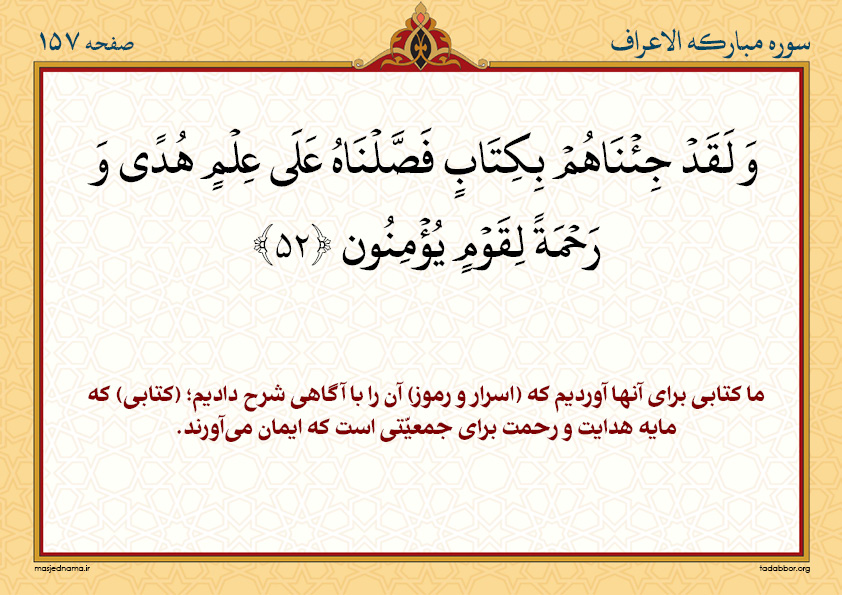 سوره مبارکه الاعراف
صفحه ۱۵۷
وَ لَقَدْ جِئْنَاهُمْ بِكِتَابٍ فَصَّلْنَاهُ عَلَى عِلْمٍ هُدًى وَ
رَحْمَةً لِقَوْمٍ يُؤْمِنُون ﴿۵۲﴾
ما کتابی برای آنها آوردیم که (اسرار و رموز) آن را با آگاهی شرح دادیم؛ (کتابی) که
مایه هدایت و رحمت برای جمعیّتی است که ایمان می‌آورند.
masjednama.ir
tadabbor.org